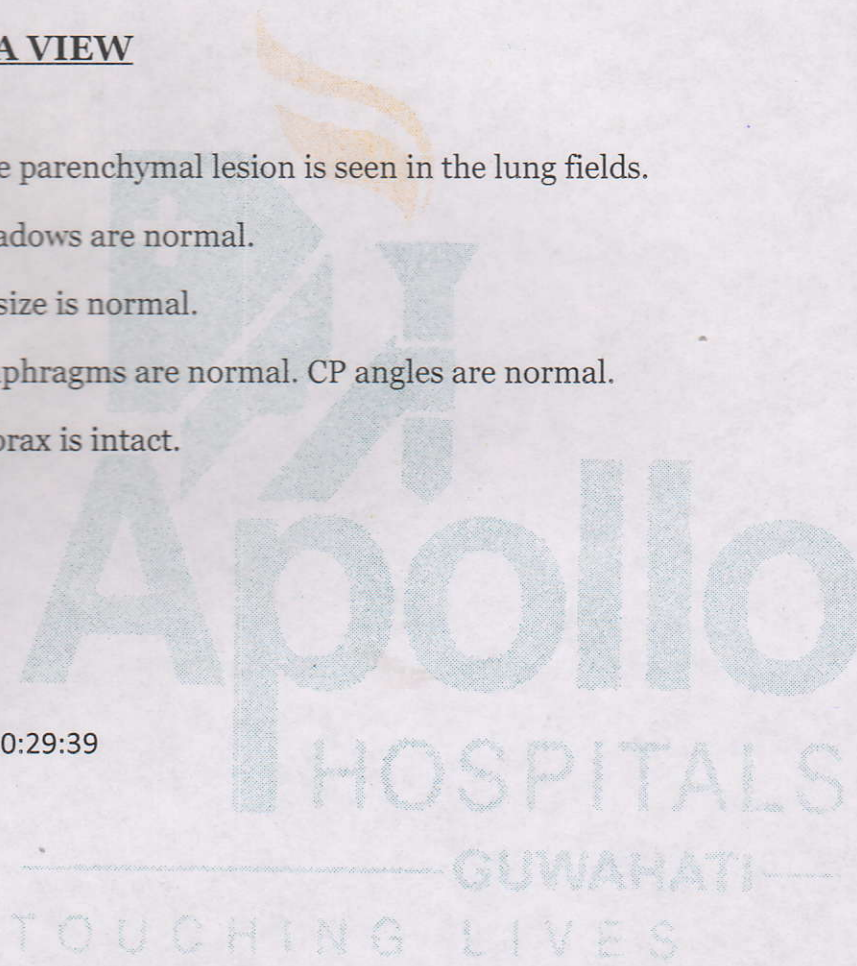 A VIEW
e parenchymal lesion is seen in the lung fields.
adows are normal.
size is normal.
phragms are normal. CP angles are normal.
orax is intact.
Apollo
0:29:39
HOSPITALS
GUWAHATI
TOUCHING LIVES